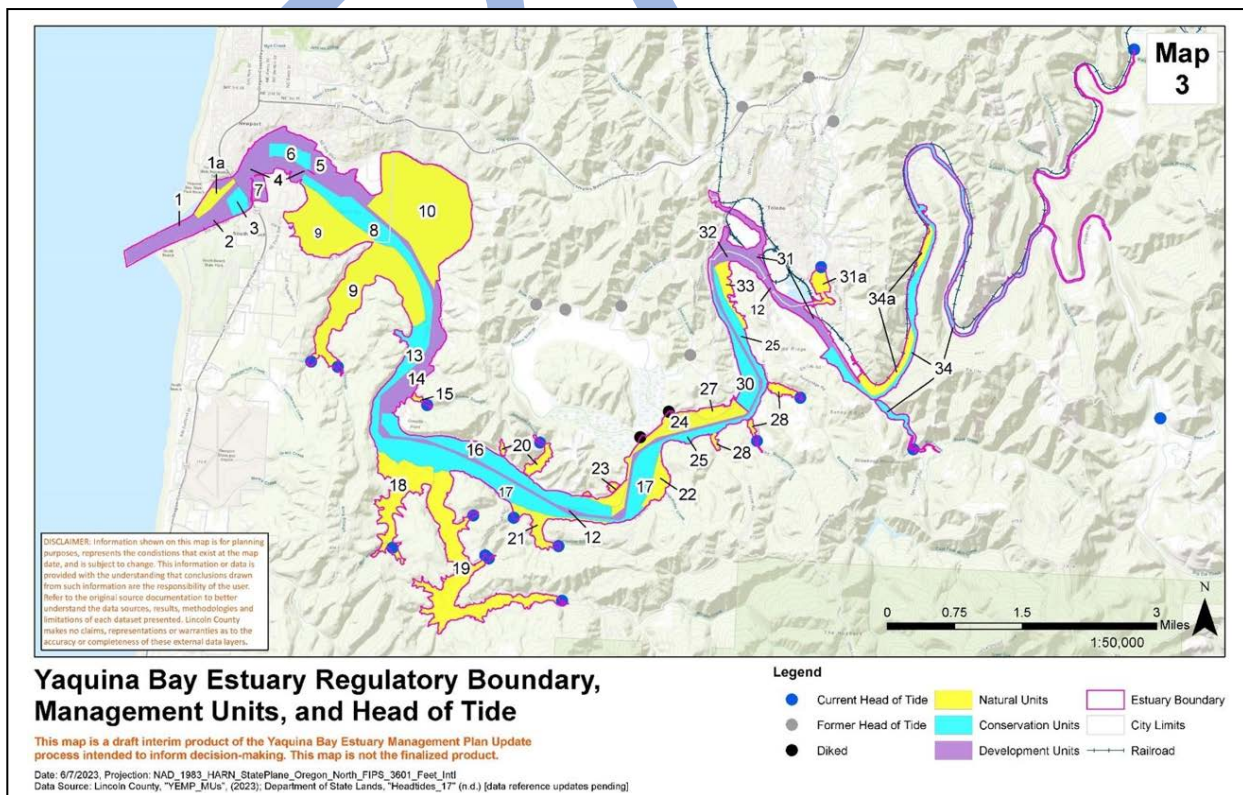 Map
3
1
1a
2
3
4
5
6
7
8
9
10
9
13
14
15
16
20
18
17
19
21
12
23
17
22
24
27
25
28
28
30
25
33
32
31
12
31a
34a
34
Newport
Toledo
DISCLAIMER: Information shown on this map is for planning
purposes, represents the condistions that exist at the map
date, and is subject to change. This information or data is
provided with the understanding that conclusions drawn
from such information are the responsibility of the user.
Refer to the original source documentation to better
understand the data sources, results, methodologies and
limitations of each dataset presented. Lincoln County
makes no claims, representations or warranties as to the
accuracy or completeness of these external data layers.
N
0 0.75 1.5 3
Miles
1:50,000
Yaquina Bay Estuary Regulatory Boundary,
Management Units, and Head of Tide
This map is a draft interim product of the Yaquina Bay Estuary Management Plan Update
process intended to inform decision-making. This map is not the finalized product.
Date: 6/7/2023, Projection: NAD_1983_HARN_StatePlane_Oregon_North_FIPS_3601_Feet_Intl
Data Source: Lincoln County, "YEMP_MUs", (2023); Department of State Lands, "Headtides_17" (n.d.) [data reference updates pending]
Legend
Current Head of Tide
Former Head of Tide
Diked
Natural Units
Conservation Units
Development Units
Estuary Boundary
City Limits
Railroad